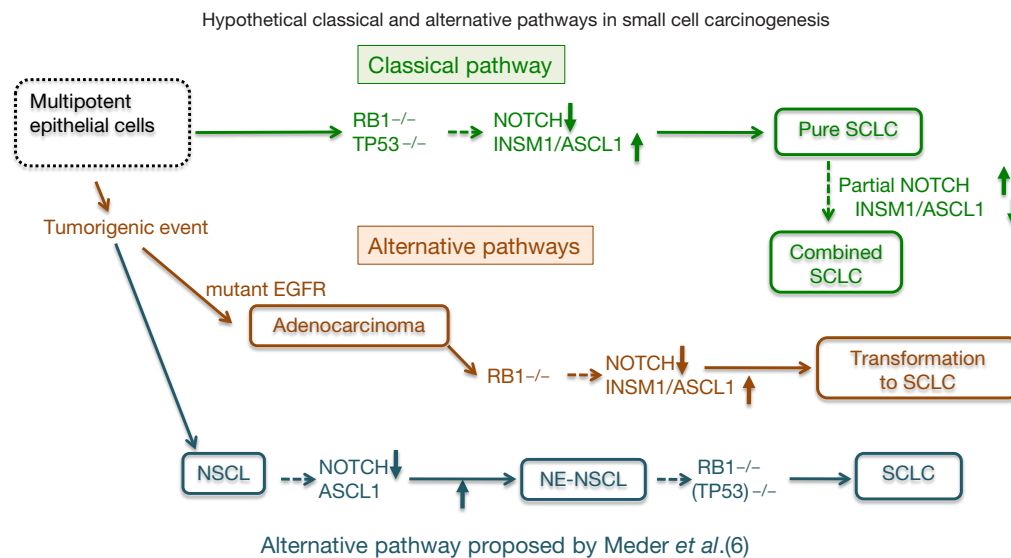 Hypothetical classical and alternative pathways in small cell carcinogenesis
Classical pathway
Multipotent
epithelial cells
RB1–/–
TP53–/–
NOTCH
INSM1/ASCL1
Pure SCLC
Partial NOTCH
INSM1/ASCL1
Combined
SCLC
Tumorigenic event
Alternative pathways
mutant EGFR
Adenocarcinoma
RB1–/–
NOTCH
INSM1/ASCL1
Transformation
to SCLC
NSCL
NOTCH
ASCL1
NE-NSCL
RB1–/–
(TP53)–/–
SCLC
Alternative pathway proposed by Meder et al.(6)